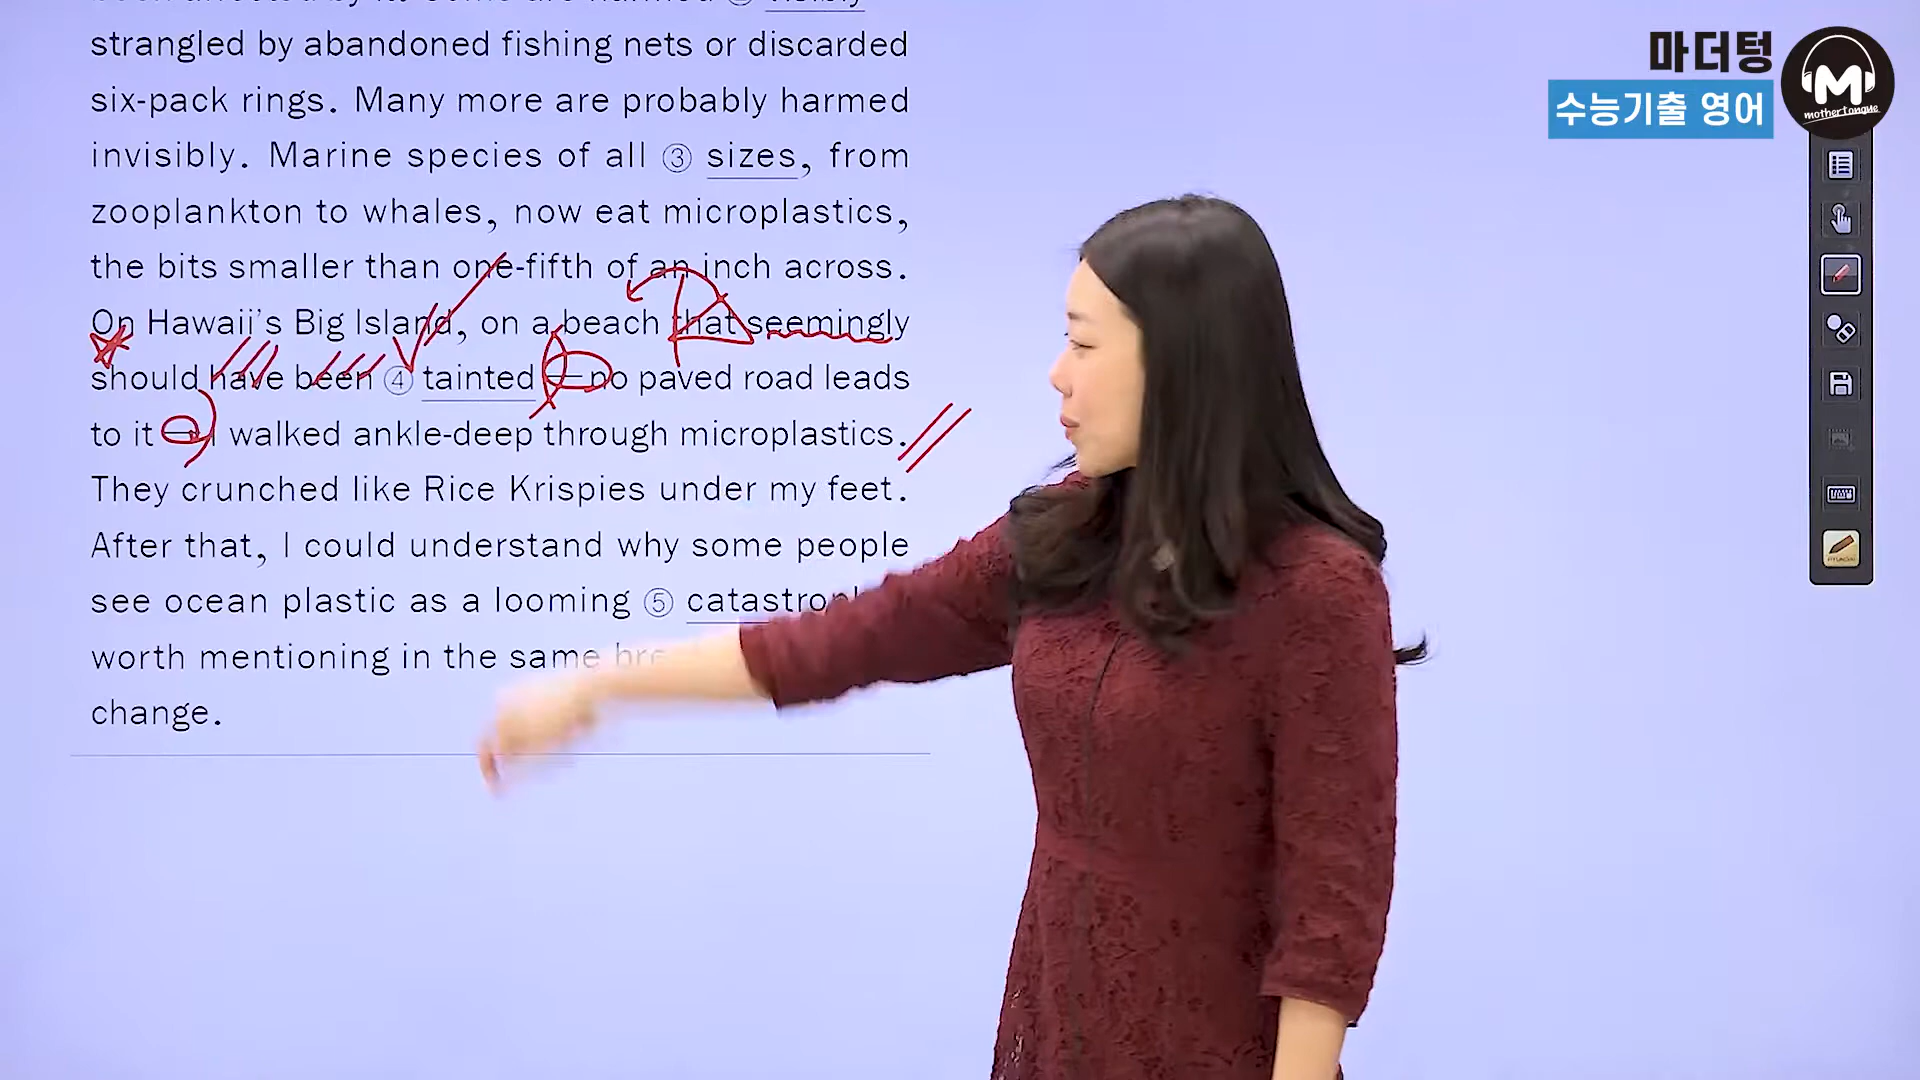 strangled by abandoned fishing nets or discarded
six-pack rings. Many more are probably harmed
invisibly. Marine species of all ③ sizes, from
zooplankton to whales, now eat microplastics,
the bits smaller than one-fifth of an inch across.
On Hawaii's Big Island, on a beach that seemingly
should have been ④ tainted — no paved road leads
to it — I walked ankle-deep through microplastics.
They crunched like Rice Krispies under my feet.
After that, I could understand why some people
see ocean plastic as a looming ⑤
worth mentioning in the same
change.
마더텅
수능기출 영어
M
mothertongue